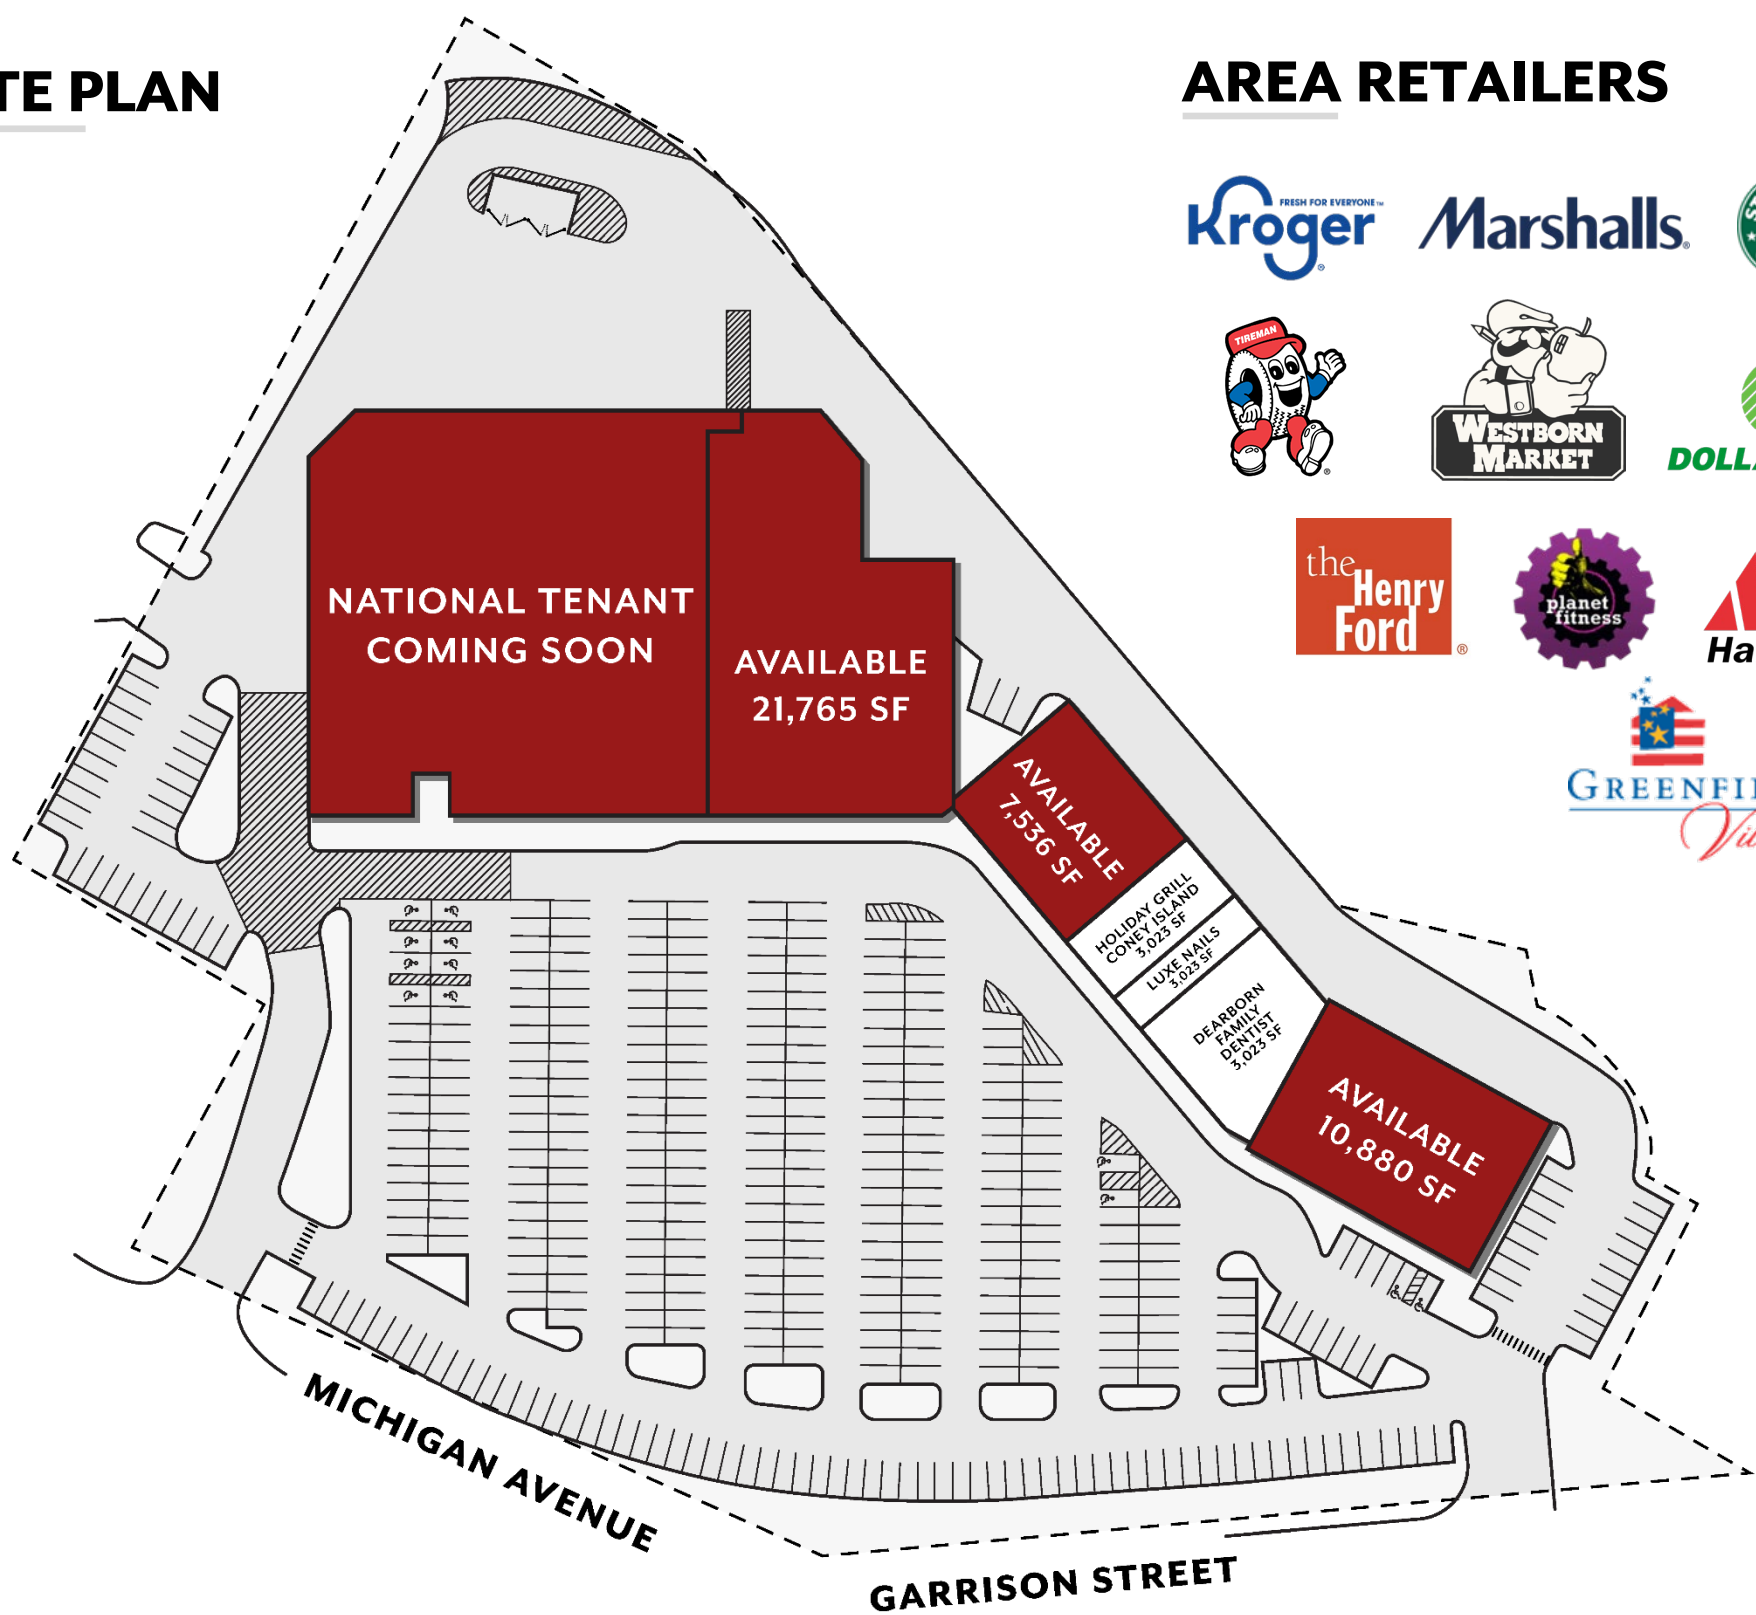 TE PLAN
AREA RETAILERS
Kroger
FRESH FOR EVERYONE™
Marshalls®
TIREMAN
WESTBORN
MARKET
DOLL
the
Henry
Ford®
planet
fitness
Ha
GREENFI
Vil
NATIONAL TENANT
COMING SOON
AVAILABLE
21,765 SF
AVAILABLE
7,536 SF
HOLIDAY GRILL
CONEY ISLAND
3,023 SF
LUXE NAILS
3,023 SF
DEARBORN
FAMILY
DENTIST
3,023 SF
AVAILABLE
10,880 SF
MICHIGAN AVENUE
GARRISON STREET